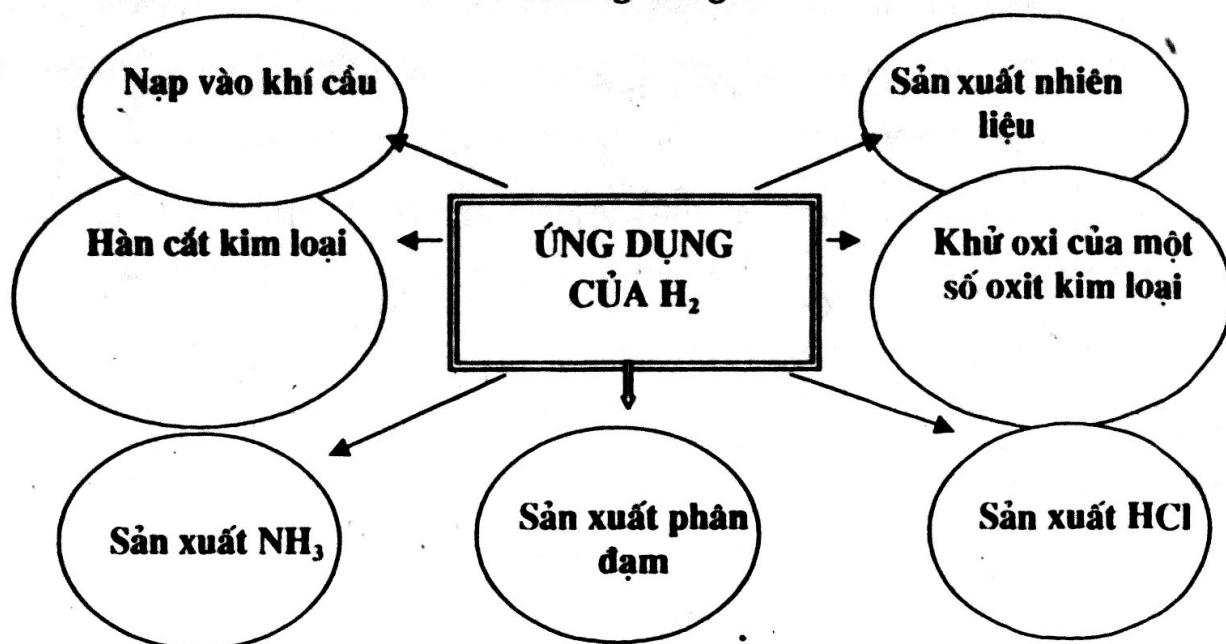 Nạp vào khí cầu
Sản xuất nhiên
liệu
Hàn cắt kim loại
ỨNG DỤNG
CỦA H₂
Khử oxi của một
số oxit kim loại
Sản xuất NH₃
Sản xuất phân
đạm
Sản xuất HCl